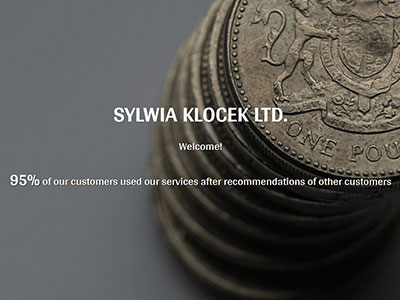 SYLWIA KLOCEK LTD.
Welcome!
95% of our customers used our services after recommendations of other customers
ONE POU